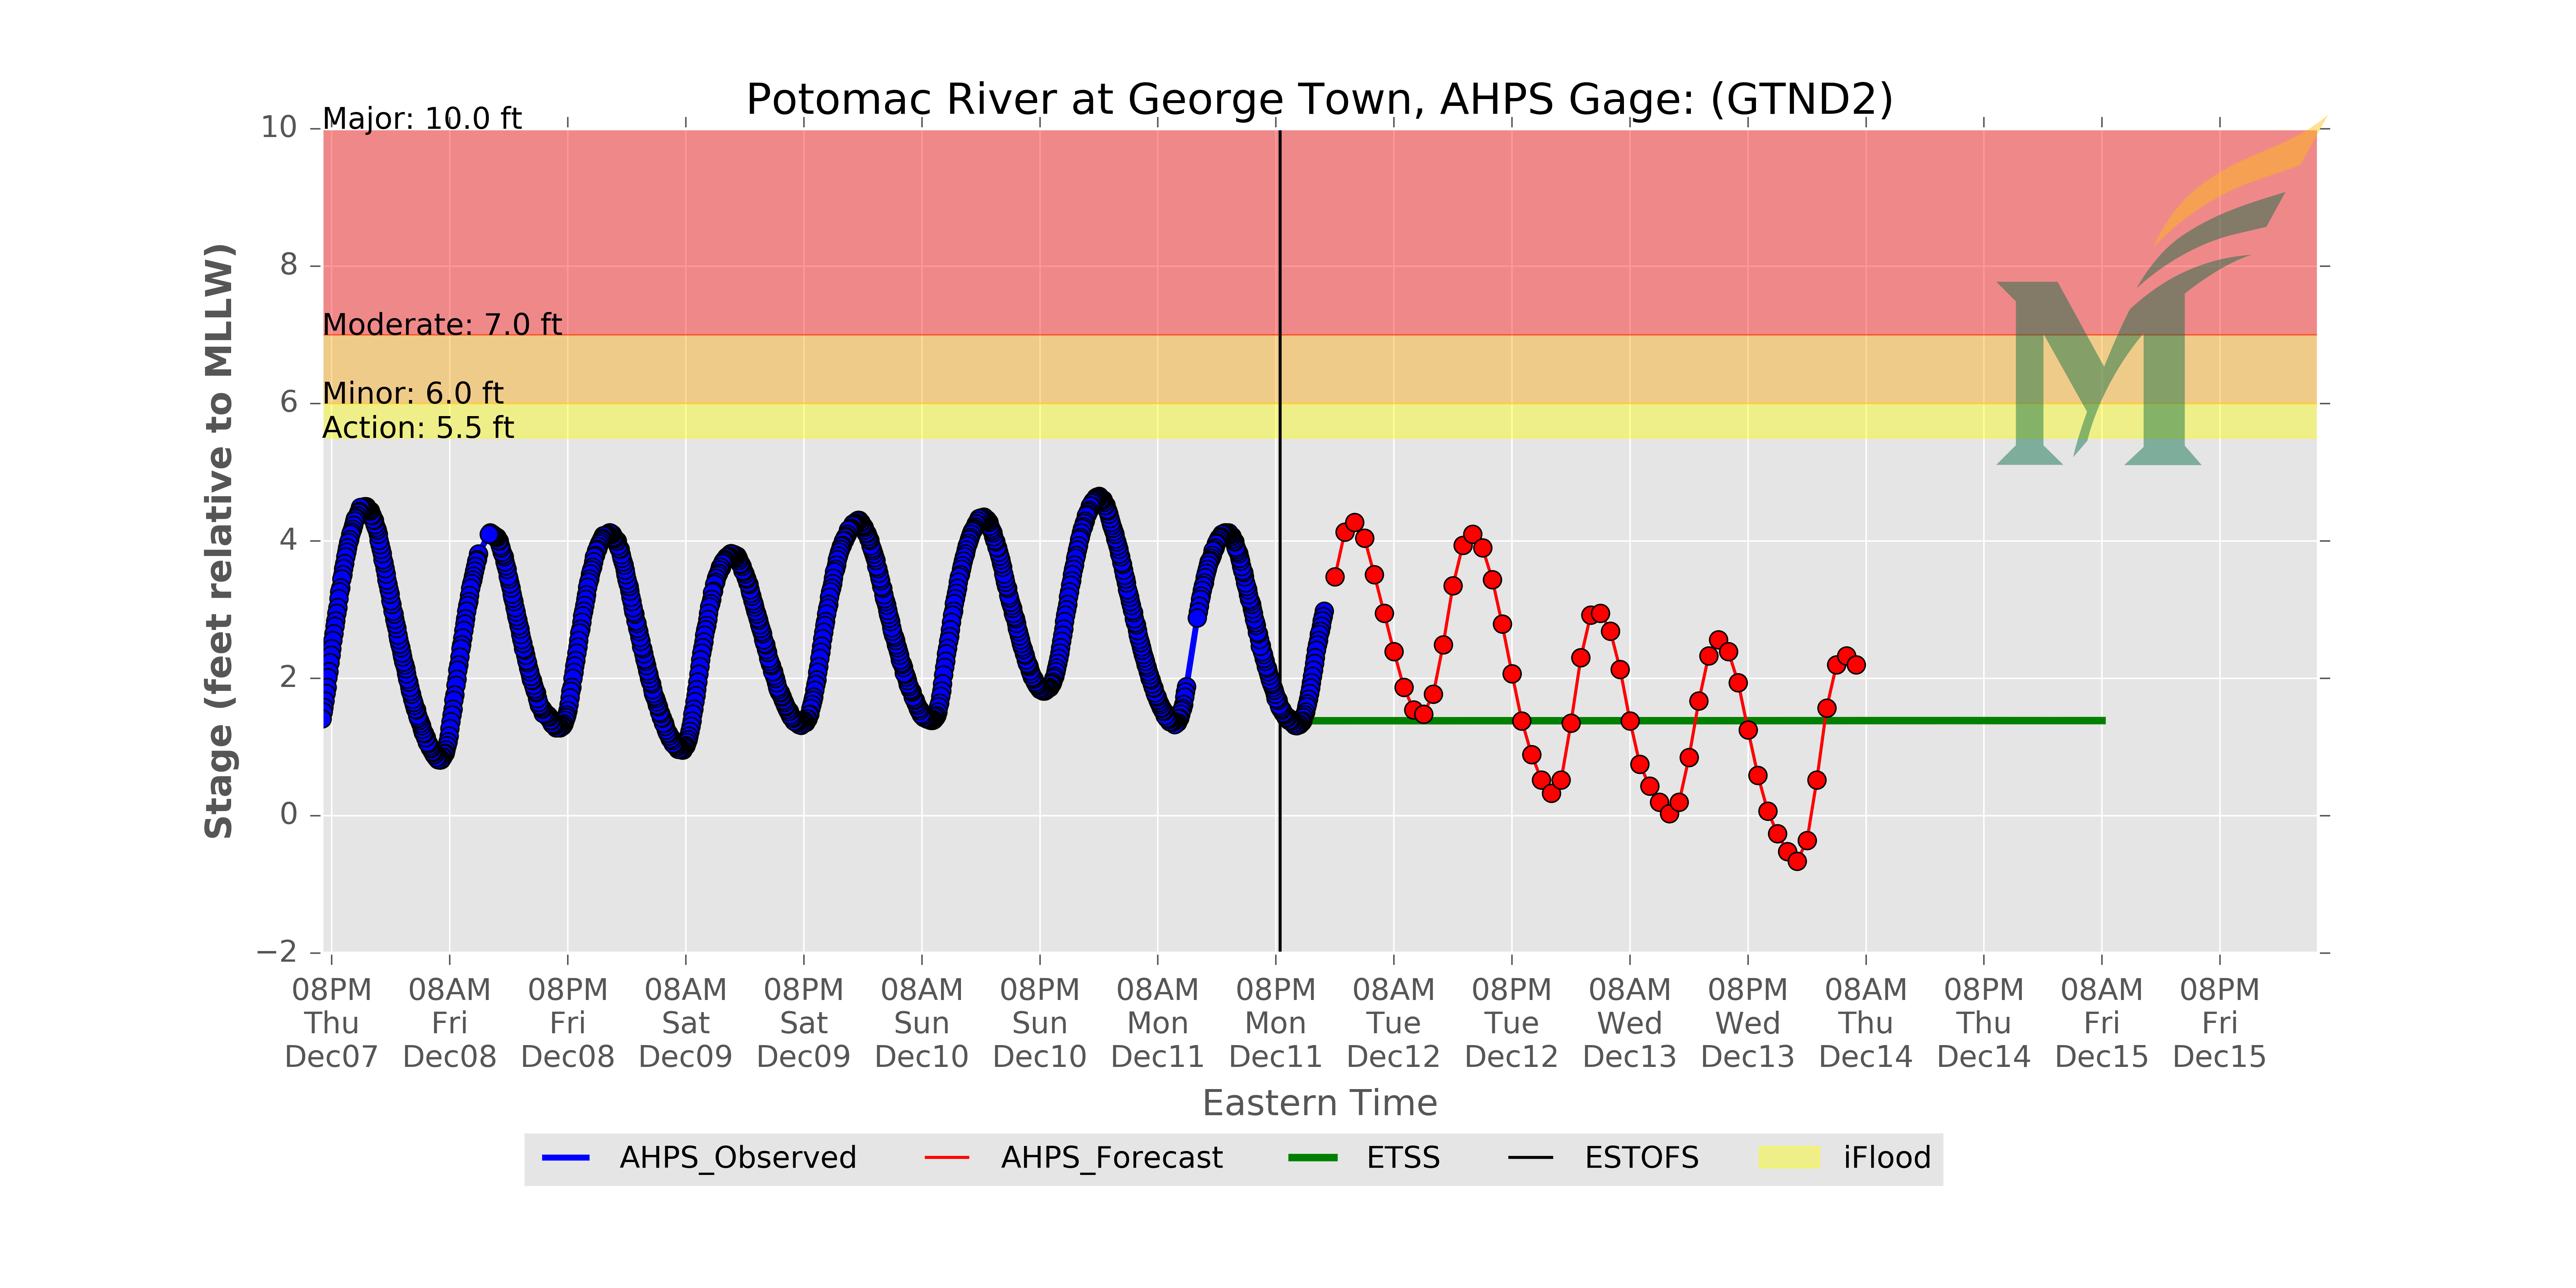 Potomac River at George Town, AHPS Gage: (GTND2)
Major: 10.0 ft
Moderate: 7.0 ft
Minor: 6.0 ft
Action: 5.5 ft
Stage (feet relative to MLLW)
10
8
6
4
2
0
−2
08PM Thu Dec07
08AM Fri Dec08
08PM Fri Dec08
08AM Sat Dec09
08PM Sat Dec09
08AM Sun Dec10
08PM Sun Dec10
08AM Mon Dec11
08PM Mon Dec11
08AM Tue Dec12
08PM Tue Dec12
08AM Wed Dec13
08PM Wed Dec13
08AM Thu Dec14
08PM Thu Dec14
08AM Fri Dec15
08PM Fri Dec15
Eastern Time
AHPS_Observed
AHPS_Forecast
ETSS
ESTOFS
iFlood
M